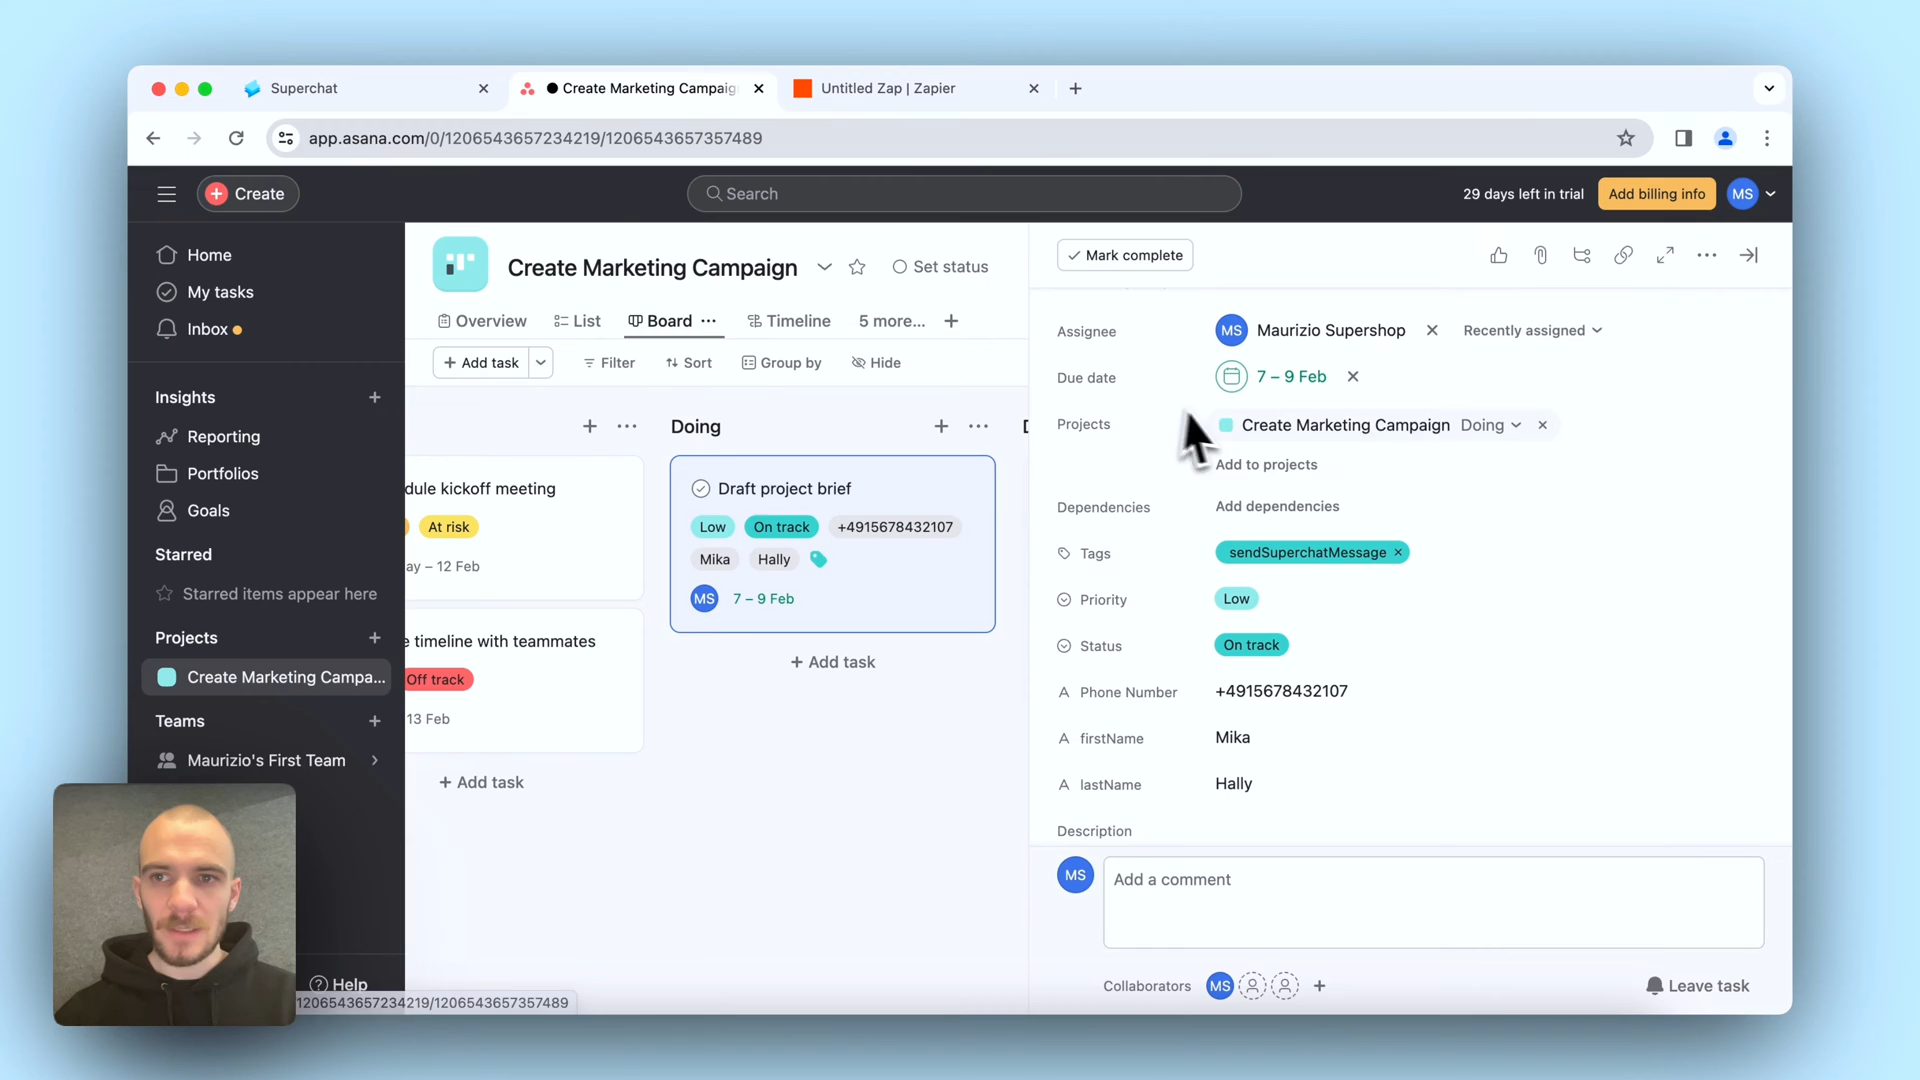 Superchat
Create Marketing Campaig
Untitled Zap | Zapier
app.asana.com/0/1206543657234219/1206543657357489
Create
Search
29 days left in trial
Add billing info
MS
Home
My tasks
Inbox
Insights
Reporting
Portfolios
Goals
Starred
Starred items appear here
Projects
Create Marketing Campa...
Teams
Maurizio's First Team
Help
1206543657234219/1206543657357489
Create Marketing Campaign
Set status
Overview
List
Board
Timeline
5 more...
Add task
Filter
Sort
Group by
Hide
dule kickoff meeting
At risk
ay – 12 Feb
e timeline with teammates
Off track
13 Feb
Add task
Doing
Draft project brief
Low On track +4915678432107
Mika Hally
MS 7 – 9 Feb
Add task
Mark complete
Assignee MS Maurizio Supershop Recently assigned
Due date 7 – 9 Feb
Projects Create Marketing Campaign Doing
Add to projects
Dependencies Add dependencies
Tags sendSuperchatMessage
Priority Low
Status On track
Phone Number +4915678432107
firstName Mika
lastName Hally
Description
MS Add a comment
Collaborators MS
Leave task